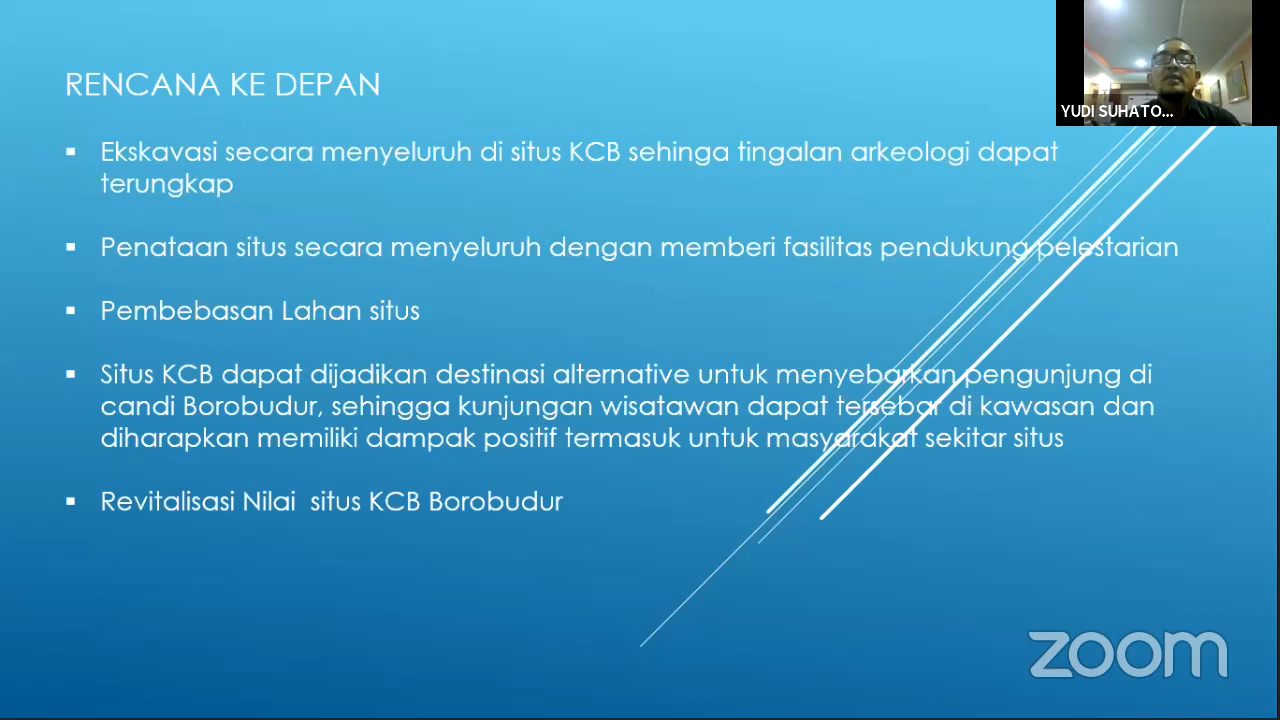 RENCANA KE DEPAN
YUDI SUHATO...
▪ Ekskavasi secara menyeluruh di situs KCB sehinga tingalan arkeologi dapat
terungkap
▪ Penataan situs secara menyeluruh dengan memberi fasilitas pendukung pelestarian
▪ Pembebasan Lahan situs
▪ Situs KCB dapat dijadikan destinasi alternative untuk menyebarkan pengunjung di
candi Borobudur, sehingga kunjungan wisatawan dapat tersebar di kawasan dan
diharapkan memiliki dampak positif termasuk untuk masyarakat sekitar situs
▪ Revitalisasi Nilai situs KCB Borobudur
zoom